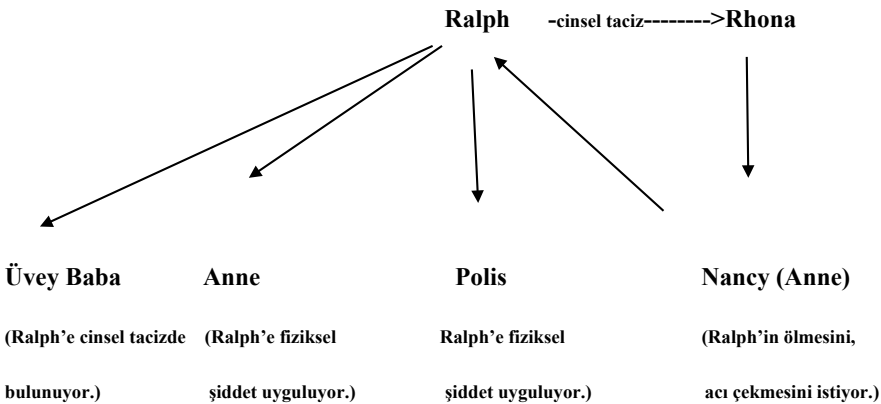 Ralph -cinsel taciz-------->Rhona
Üvey Baba Anne Polis Nancy (Anne)
(Ralph’e cinsel tacizde (Ralph’e fiziksel Ralph’e fiziksel (Ralph’in ölmesini,
bulunuyor.) şiddet uyguluyor.) şiddet uyguluyor.) acı çekmesini istiyor.)